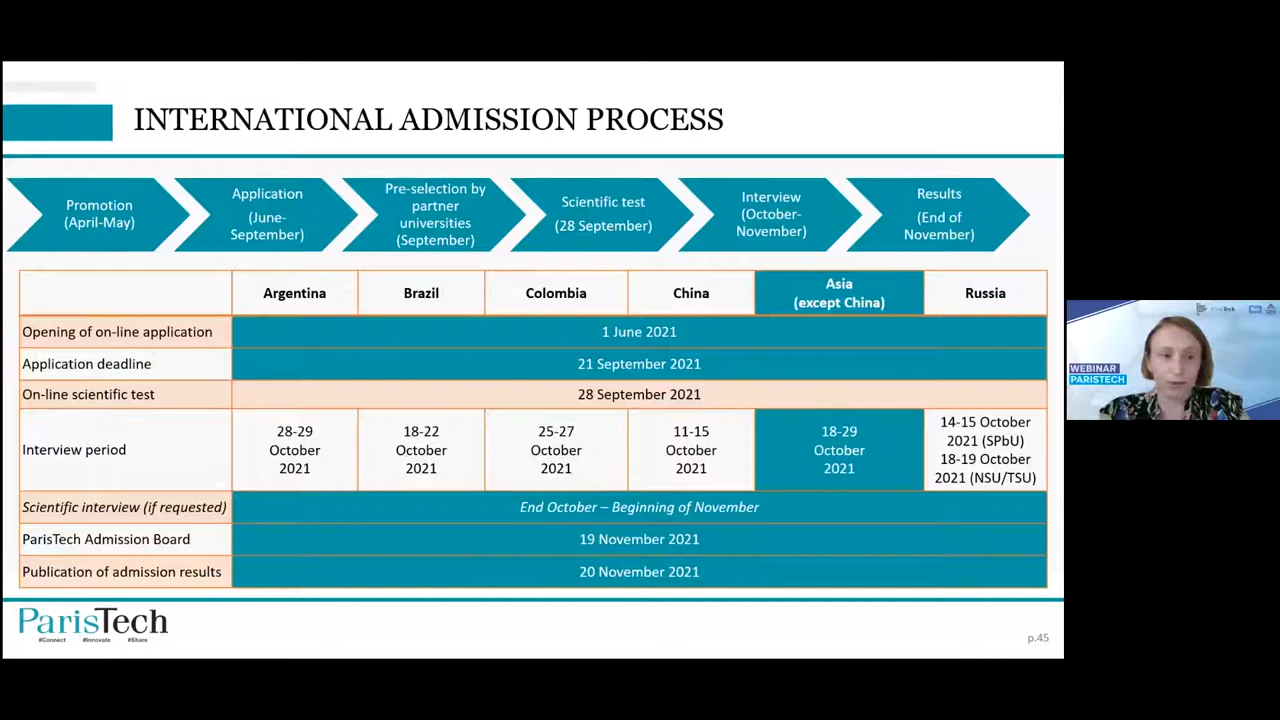 INTERNATIONAL ADMISSION PROCESS
Promotion
(April-May)
Application
(June-
September)
Pre-selection by
partner
universities
(September)
Scientific test
(28 September)
Interview
(October-
November)
Results
(End of
November)
Argentina
Brazil
Colombia
China
Asia
(except China)
Russia
Opening of on-line application
1 June 2021
Application deadline
21 September 2021
On-line scientific test
28 September 2021
Interview period
28-29
October
2021
18-22
October
2021
25-27
October
2021
11-15
October
2021
18-29
October
2021
14-15 October
2021 (SPbU)
18-19 October
2021 (NSU/TSU)
Scientific interview (if requested)
End October – Beginning of November
ParisTech Admission Board
19 November 2021
Publication of admission results
20 November 2021
ParisTech
#Connect #Innovate #Share
p.45
ParisTech
WEBINAR
PARISTECH